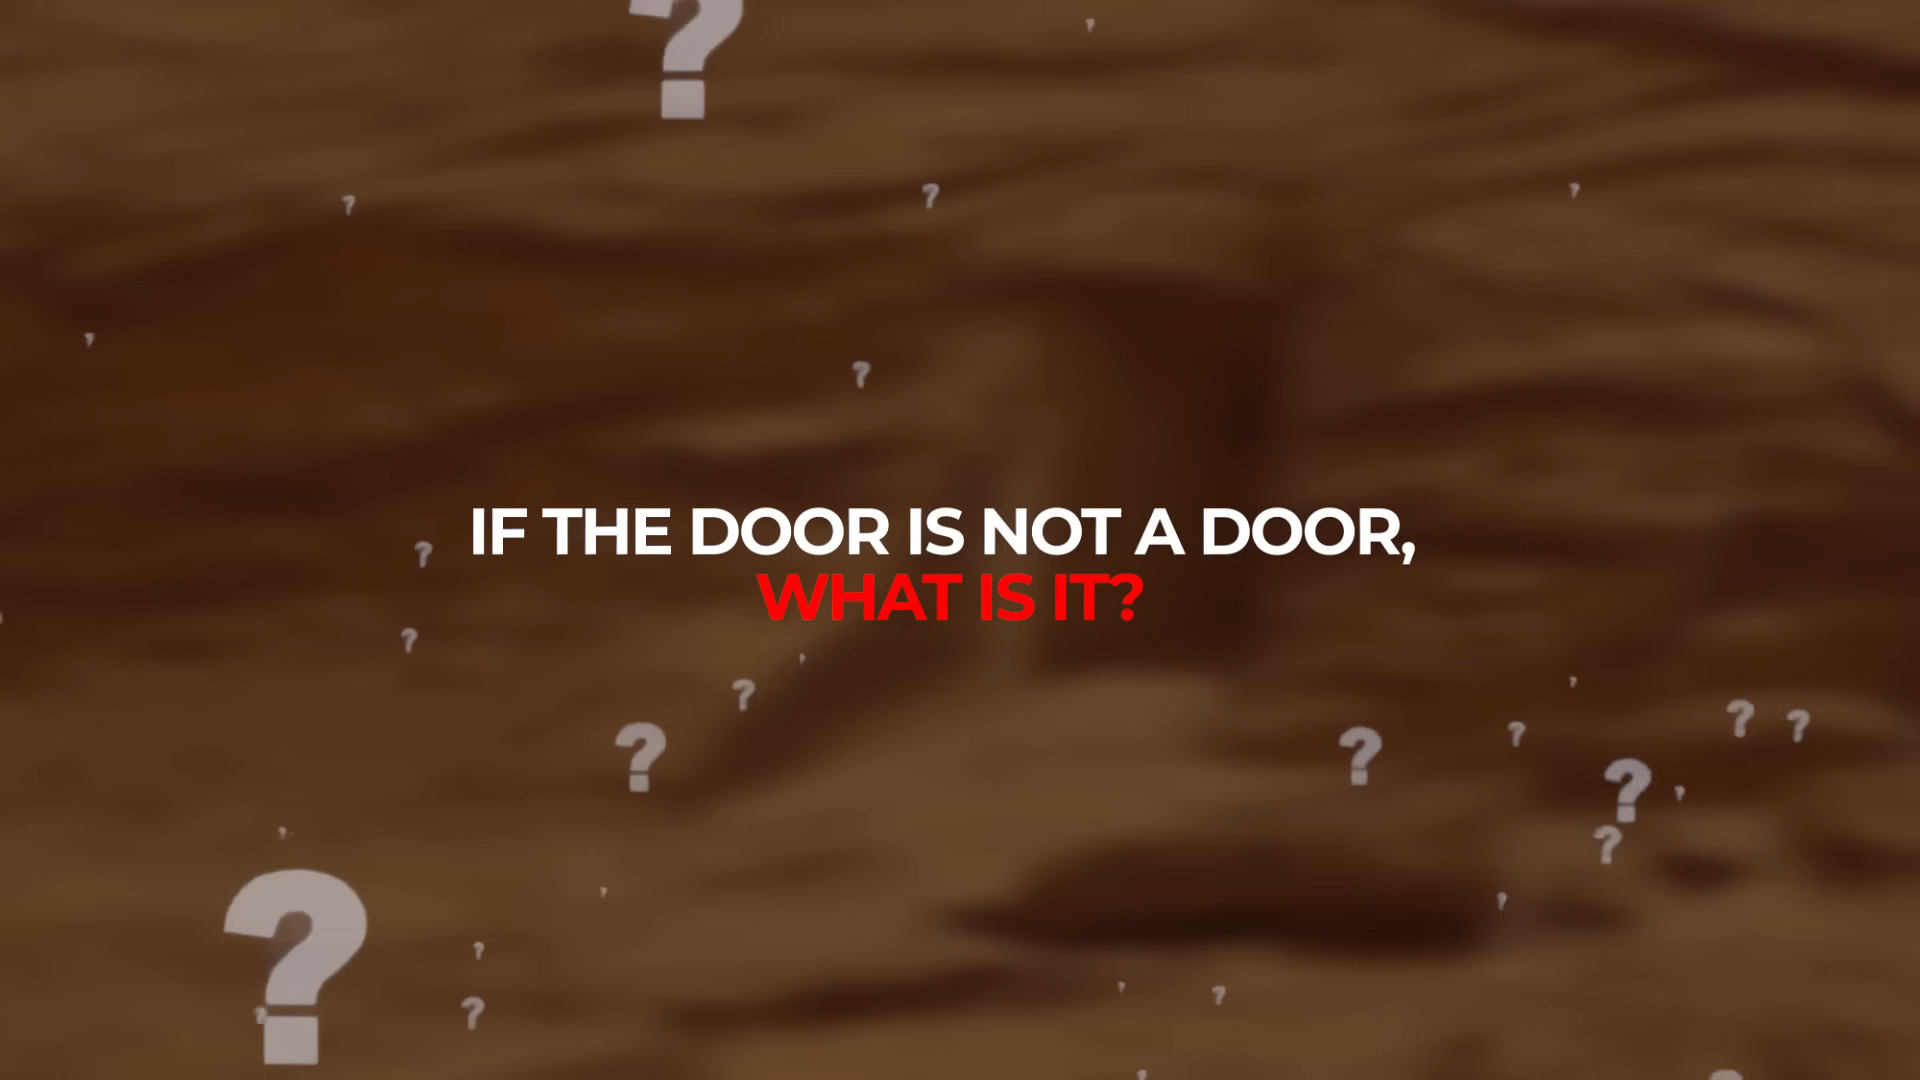 IF THE DOOR IS NOT A DOOR,
WHAT IS IT?